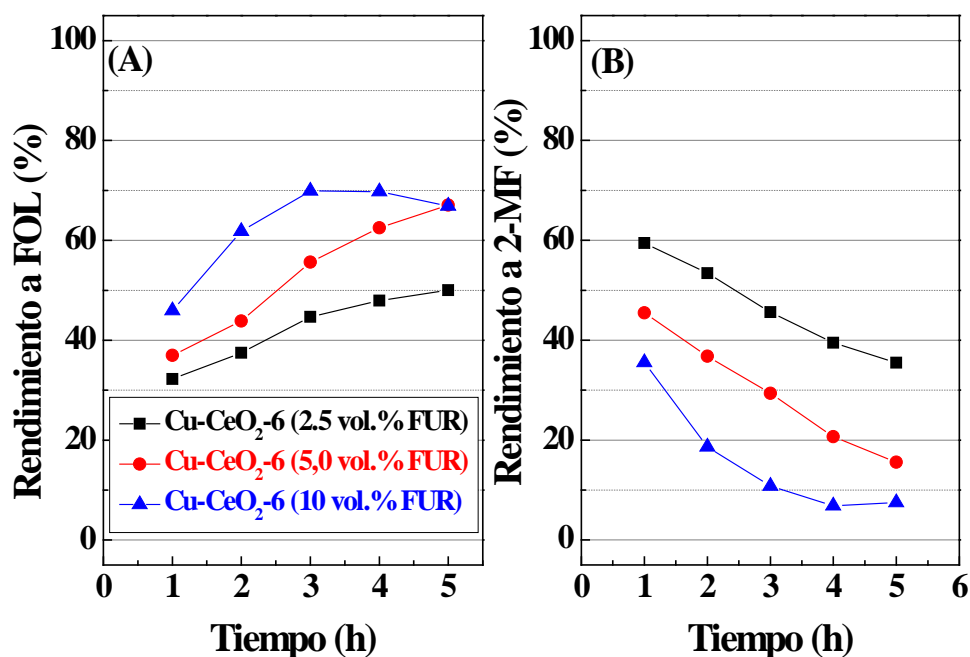 (A)
Rendimiento a FOL (%)
100
80
60
40
20
0
Cu-CeO₂-6 (2.5 vol.% FUR)
Cu-CeO₂-6 (5,0 vol.% FUR)
Cu-CeO₂-6 (10 vol.% FUR)
0 1 2 3 4 5
Tiempo (h)
(B)
Rendimiento a 2-MF (%)
100
80
60
40
20
0
0 1 2 3 4 5 6
Tiempo (h)